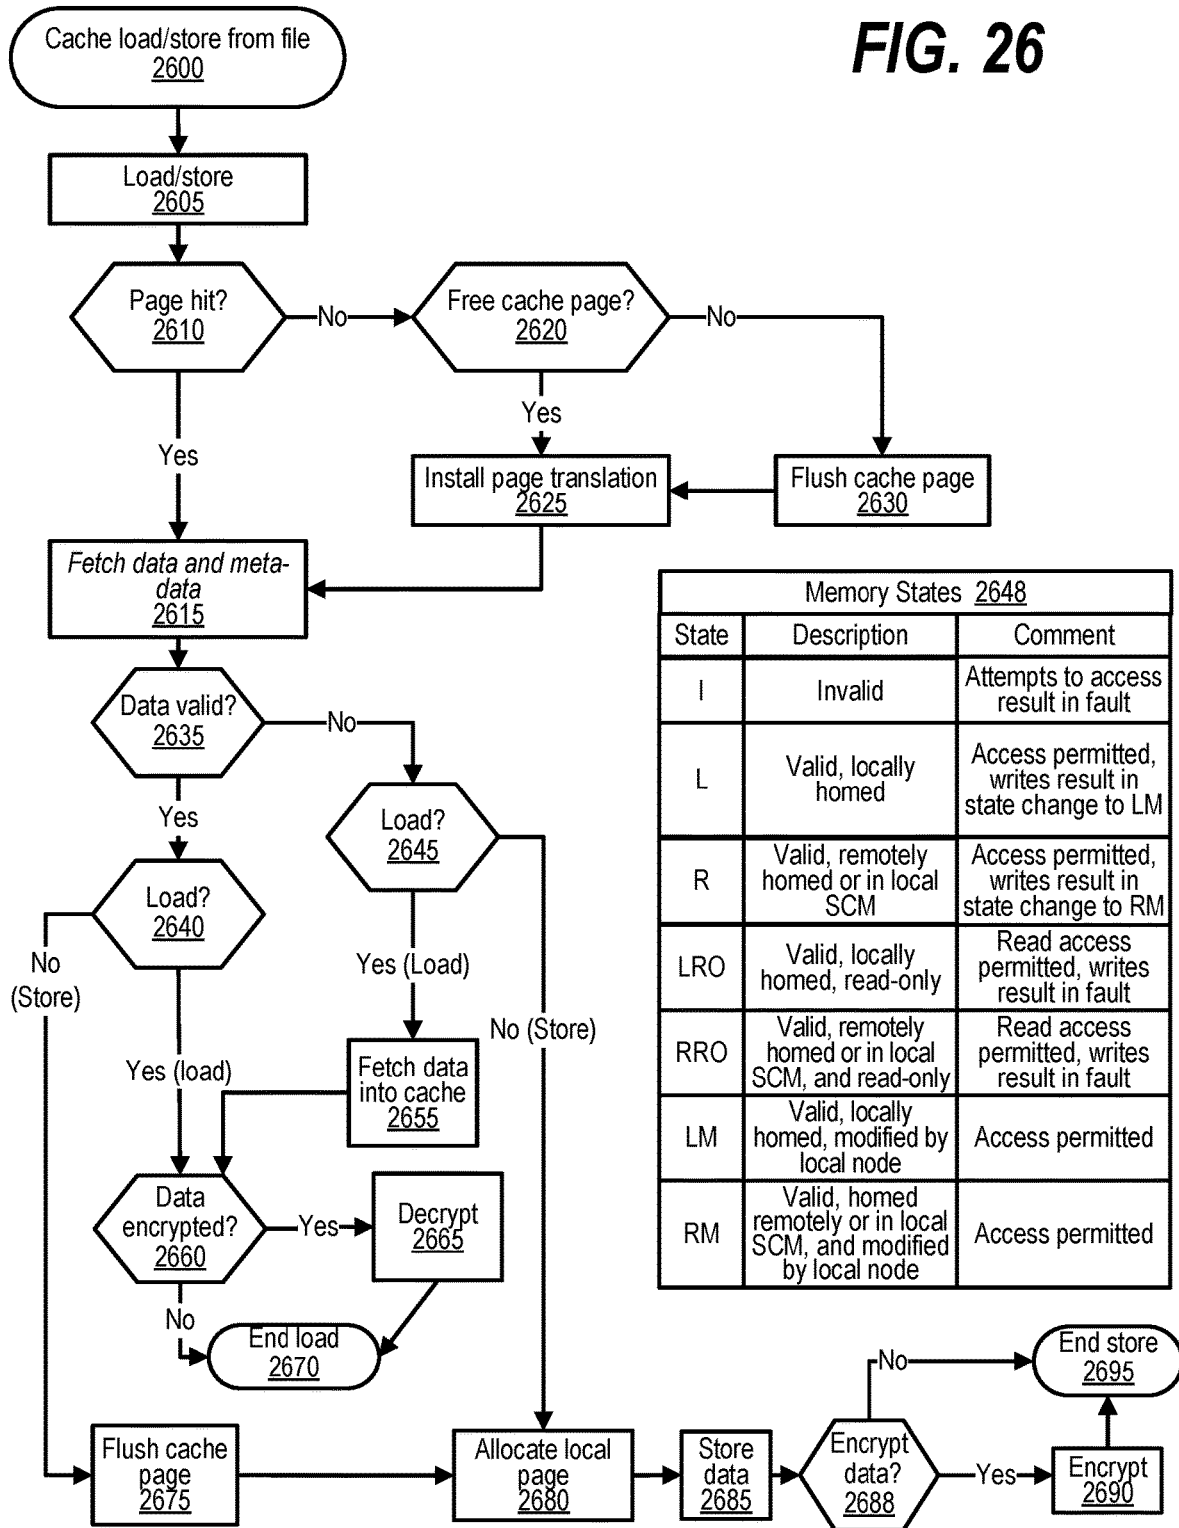 FIG. 26
Cache load/store from file
2600
Load/store
2605
Page hit?
2610
No
Free cache page?
2620
No
Yes
Yes
Install page translation
2625
Flush cache page
2630
Fetch data and meta-
data
2615
Data valid?
2635
No
Yes
Load?
2645
Load?
2640
No
(Store)
Yes (Load)
No (Store)
Yes (load)
Fetch data
into cache
2655
Data
encrypted?
2660
Yes
Decrypt
2665
No
End load
2670
Memory States 2648
State
Description
Comment
I
Invalid
Attempts to access
result in fault
L
Valid, locally
homed
Access permitted,
writes result in
state change to LM
R
Valid, remotely
homed or in local
SCM
Access permitted,
writes result in
state change to RM
LRO
Valid, locally
homed, read-only
Read access
permitted, writes
result in fault
RRO
Valid, remotely
homed or in local
SCM, and read-only
Read access
permitted, writes
result in fault
LM
Valid, locally
homed, modified by
local node
Access permitted
RM
Valid, homed
remotely or in local
SCM, and modified
by local node
Access permitted
Flush cache
page
2675
Allocate local
page
2680
Store
data
2685
Encrypt
data?
2688
No
Yes
Encrypt
2690
End store
2695